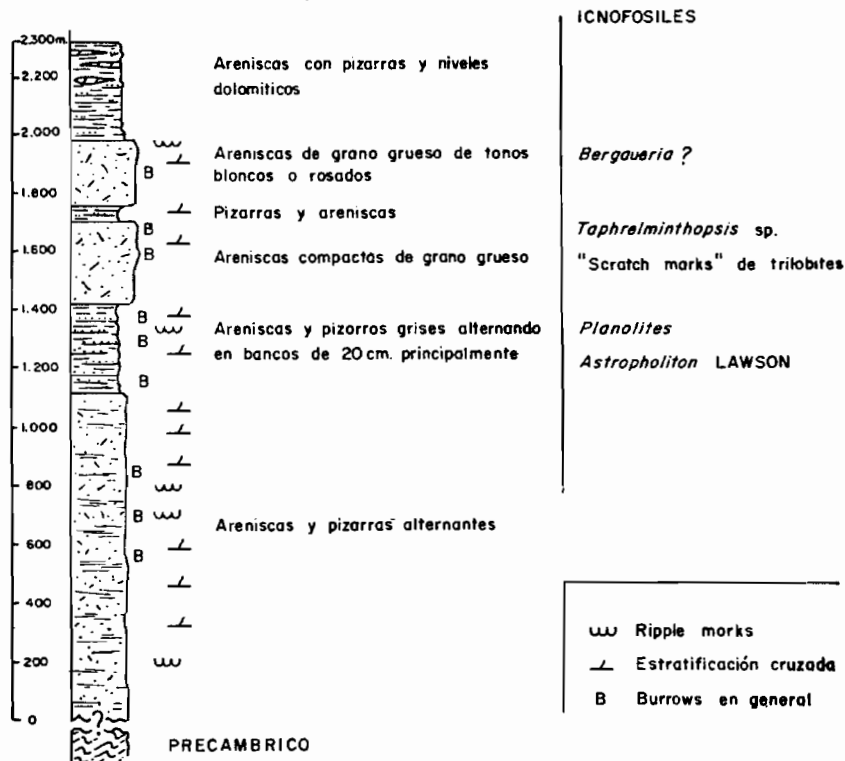 ICNOFOSILES
2.300m.
2.200
2.000
1.800
1.600
1.400
1.200
1.000
800
600
400
200
0
Areniscas con pizarras y niveles
dolomíticos
Areniscas de grano grueso de tonos
bloncos o rosados
Pizarras y areniscas
Areniscas compactas de grano grueso
Areniscas y pizorros grises alternando
en bancos de 20 cm. principalmente
Areniscas y pizarras alternantes
B
B
B
B
B
B
B
B
B
B
?
PRECAMBRICO
Bergaueria ?
Taphrelminthopsis sp.
"Scratch marks" de trilobites
Planolites
Astropholiton LAWSON
Ripple morks
Estratificación cruzada
B Burrows en general